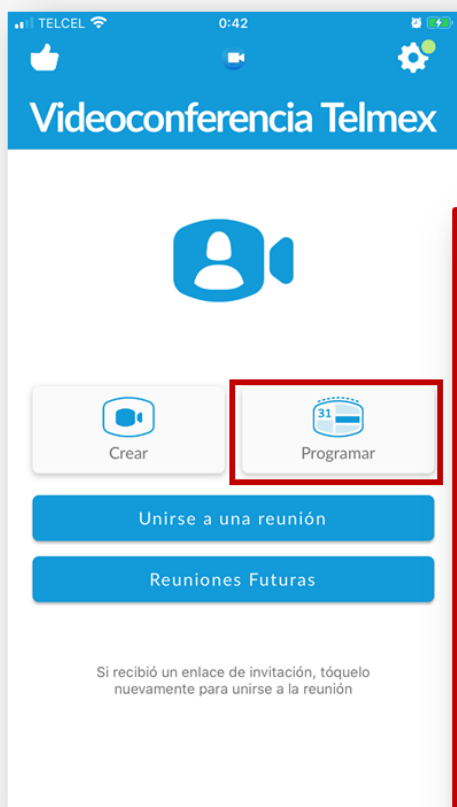 TELCEL 0:42
Videoconferencia Telmex
31
Crear Programar
Unirse a una reunión
Reuniones Futuras
Si recibió un enlace de invitación, tóquelo
nuevamente para unirse a la reunión